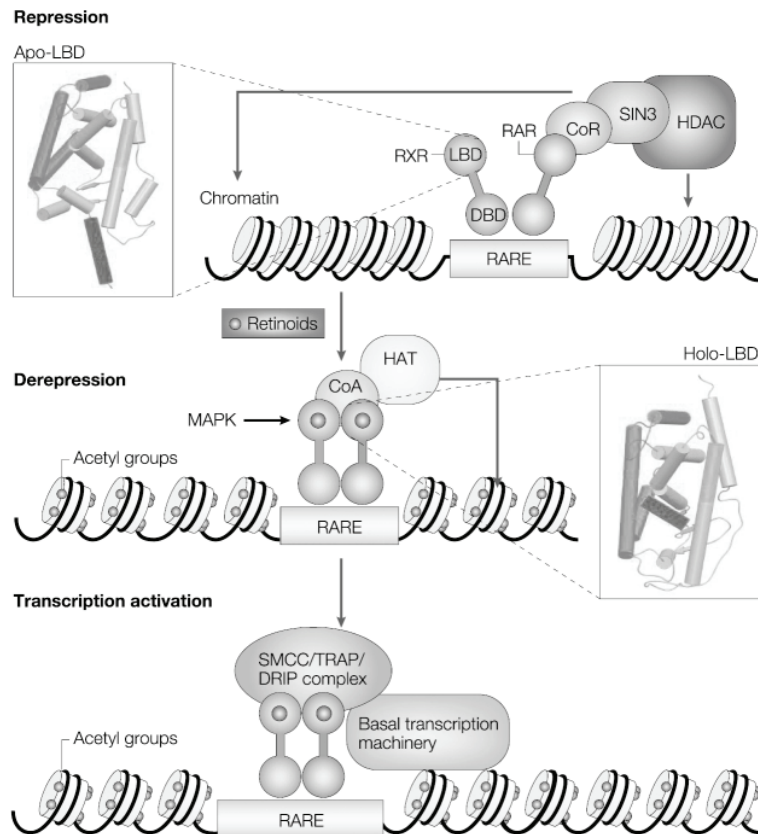 Repression
Apo-LBD
RXR
LBD
RAR
CoR
SIN3
HDAC
Chromatin
DBD
RARE
Retinoids
Derepression
HAT
CoA
Holo-LBD
MAPK
Acetyl groups
RARE
Transcription activation
SMCC/TRAP/
DRIP complex
Basal transcription
machinery
Acetyl groups
RARE